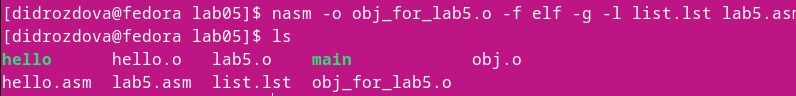 [didrozdova@fedora lab05]$ nasm -o obj_for_lab5.o -f elf -g -l list.lst lab5.asm
[didrozdova@fedora lab05]$ ls
hello hello.o lab5.o main obj.o
hello.asm lab5.asm list.lst obj_for_lab5.o